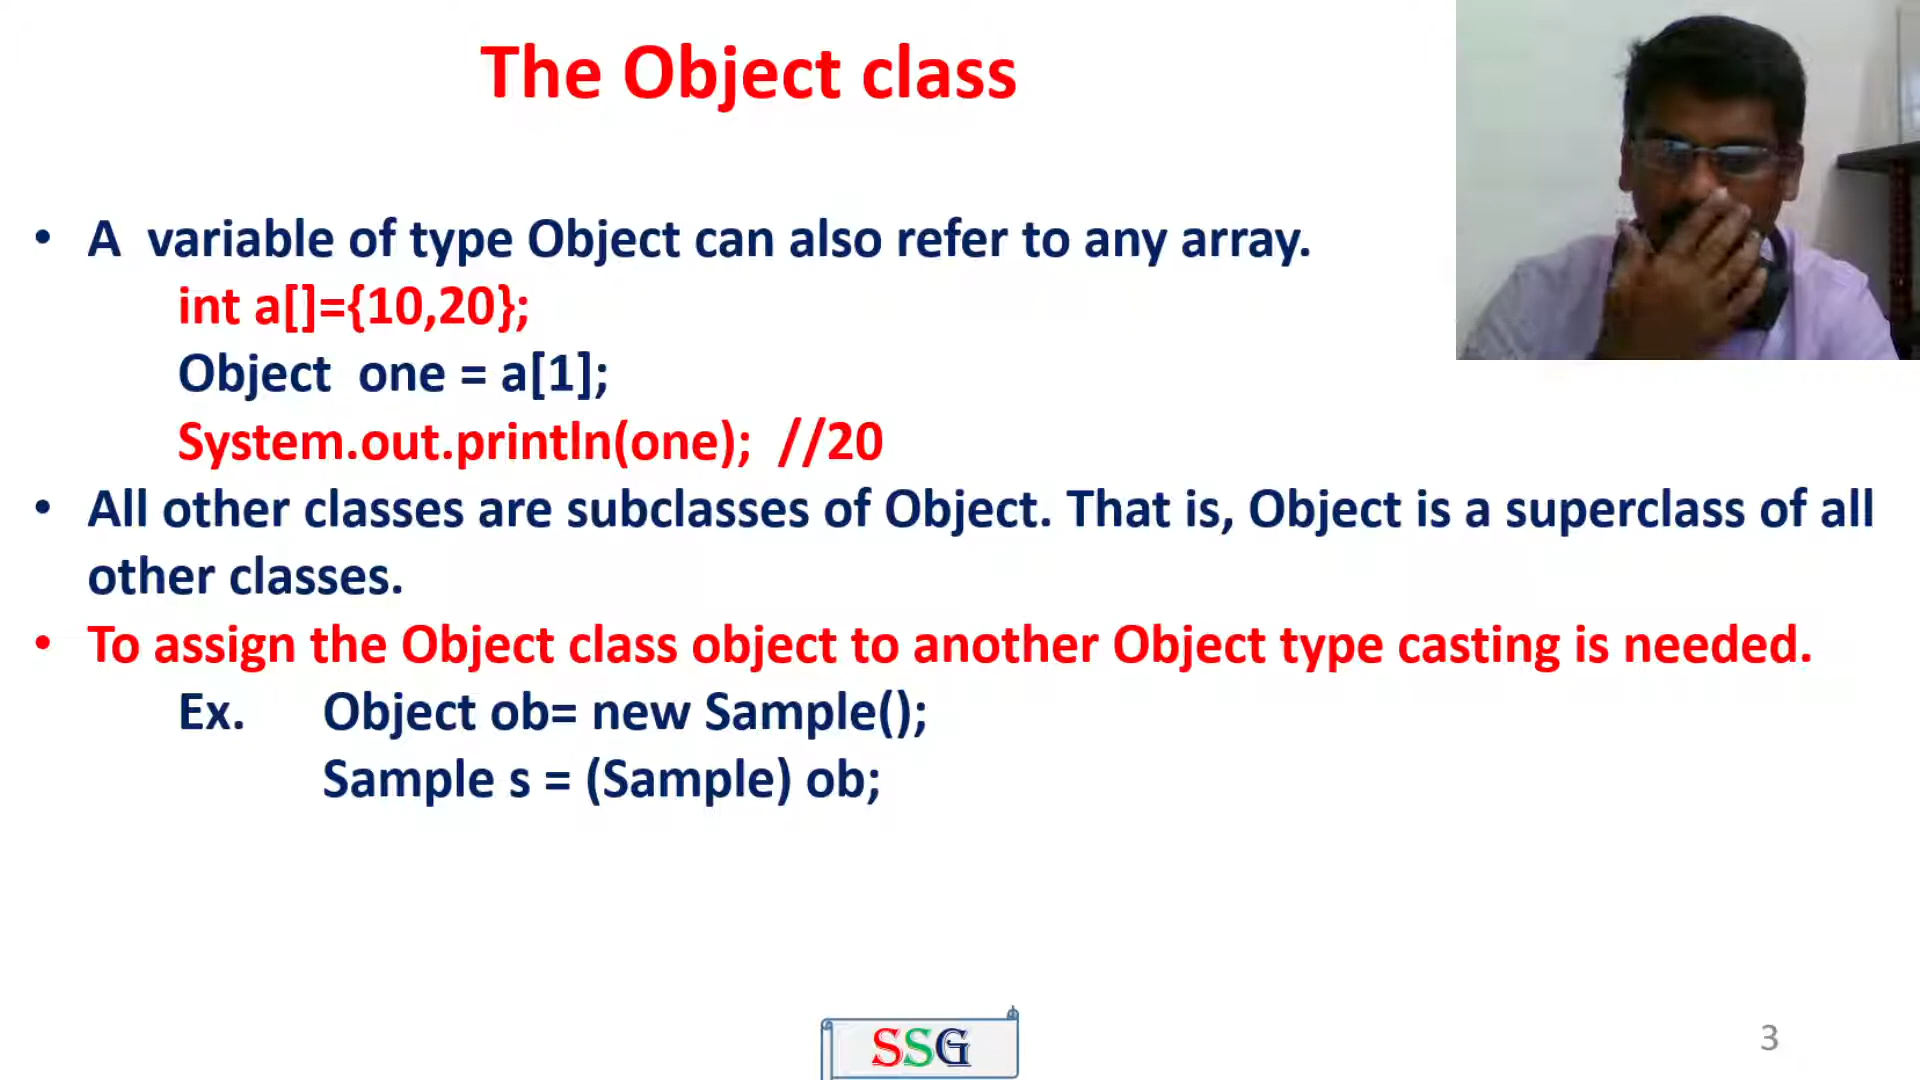 The Object class
• A variable of type Object can also refer to any array.
int a[]={10,20};
Object one = a[1];
System.out.println(one); //20
• All other classes are subclasses of Object. That is, Object is a superclass of all
other classes.
• To assign the Object class object to another Object type casting is needed.
Ex. Object ob= new Sample();
Sample s = (Sample) ob;
SSG
3